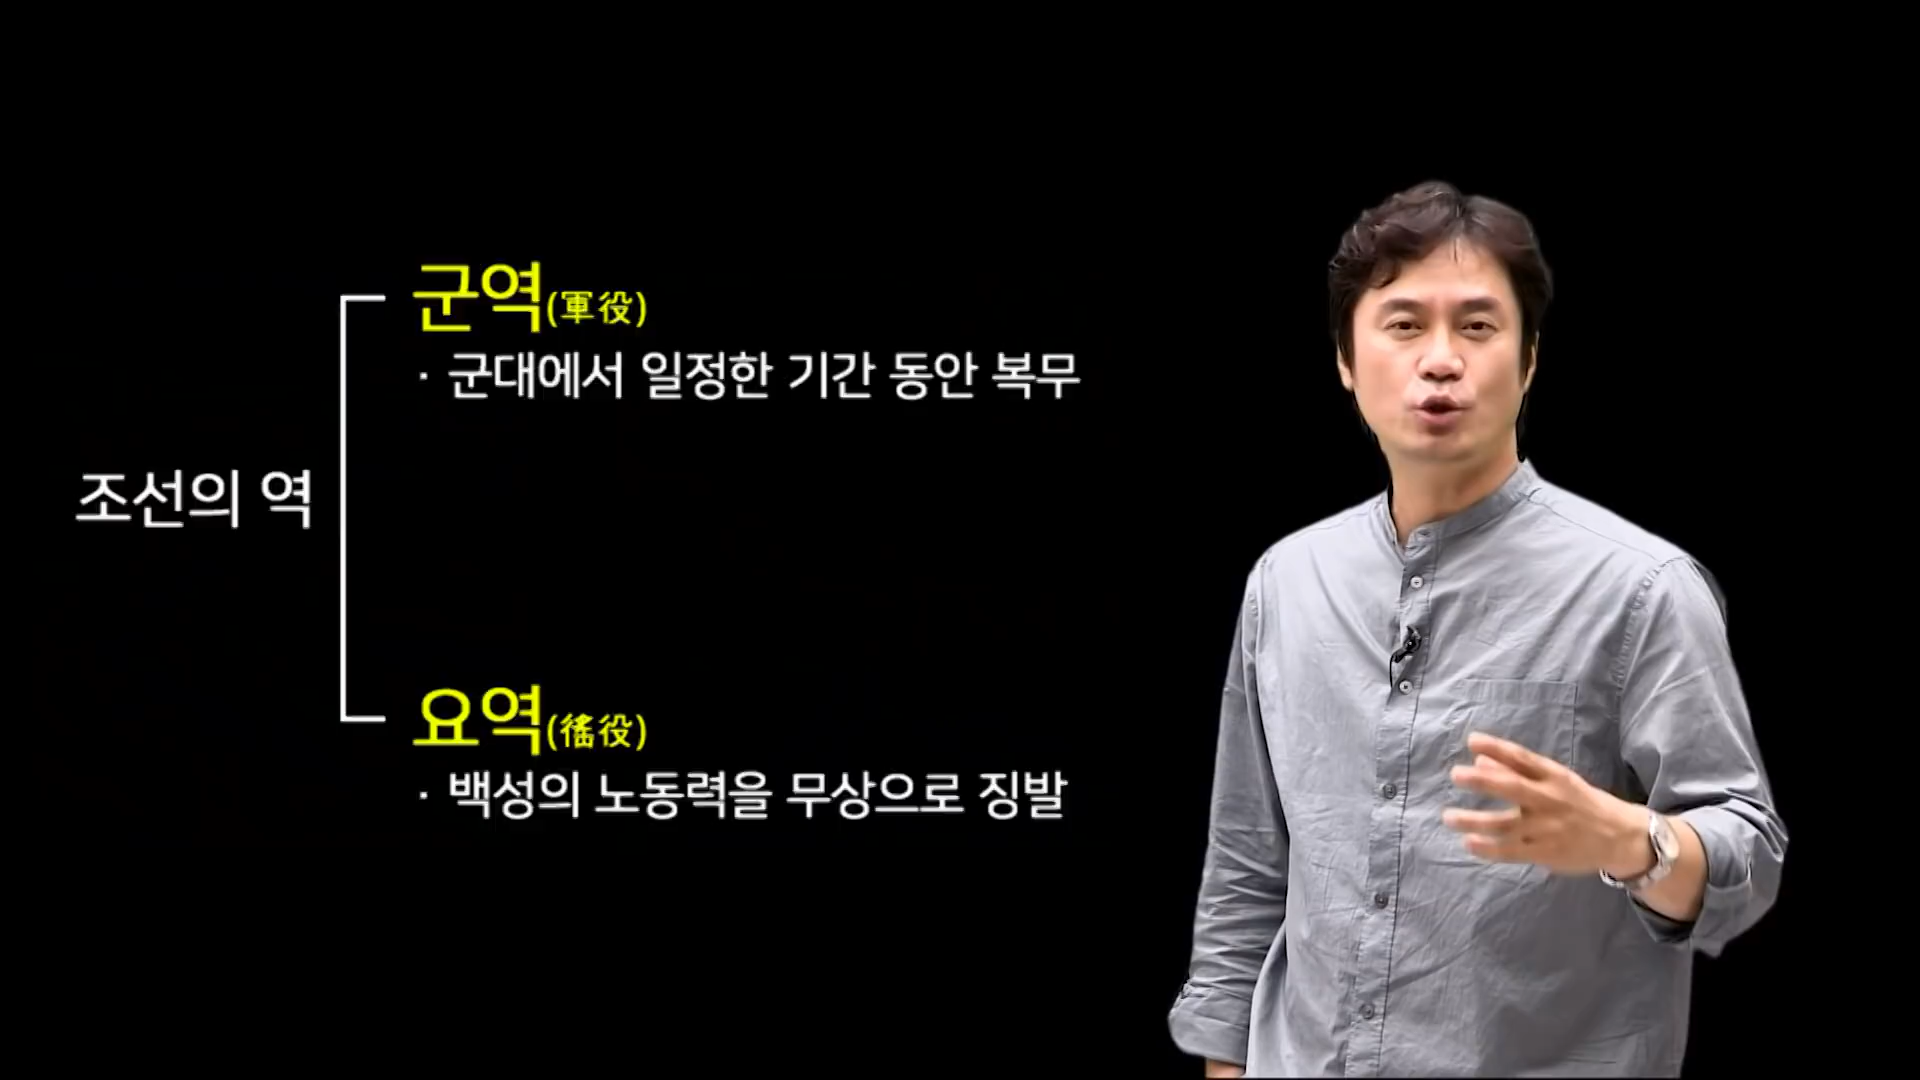 조선의 역
군역(軍役)
· 군대에서 일정한 기간 동안 복무
요역(徭役)
· 백성의 노동력을 무상으로 징발